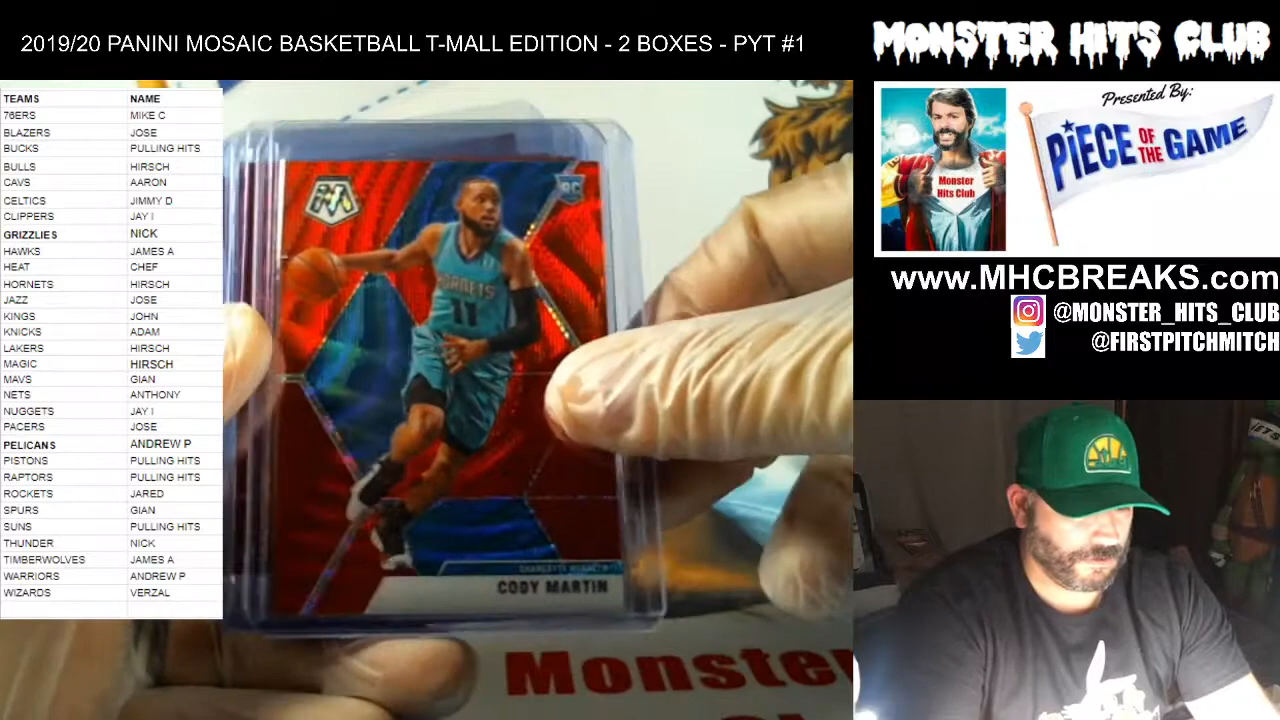 2019/20 PANINI MOSAIC BASKETBALL T-MALL EDITION - 2 BOXES - PYT #1
MONSTER HITS CLUB
Presented By:
PIECE OF THE GAME
Monster
Hits Club
www.MHCBREAKS.com
@MONSTER_HITS_CLUB
@FIRSTPITCHMITCH
TEAMS NAME
76ERS MIKE C
BLAZERS JOSE
BUCKS PULLING HITS
BULLS HIRSCH
CAVS AARON
CELTICS JIMMY D
CLIPPERS JAY I
GRIZZLIES NICK
HAWKS JAMES A
HEAT CHEF
HORNETS HIRSCH
JAZZ JOSE
KINGS JOHN
KNICKS ADAM
LAKERS HIRSCH
MAGIC HIRSCH
MAVS GIAN
NETS ANTHONY
NUGGETS JAY I
PACERS JOSE
PELICANS ANDREW P
PISTONS PULLING HITS
RAPTORS PULLING HITS
ROCKETS JARED
SPURS GIAN
SUNS PULLING HITS
THUNDER NICK
TIMBERWOLVES JAMES A
WARRIORS ANDREW P
WIZARDS VERZAL
RC
HORNETS
11
CODY MARTIN
Monster